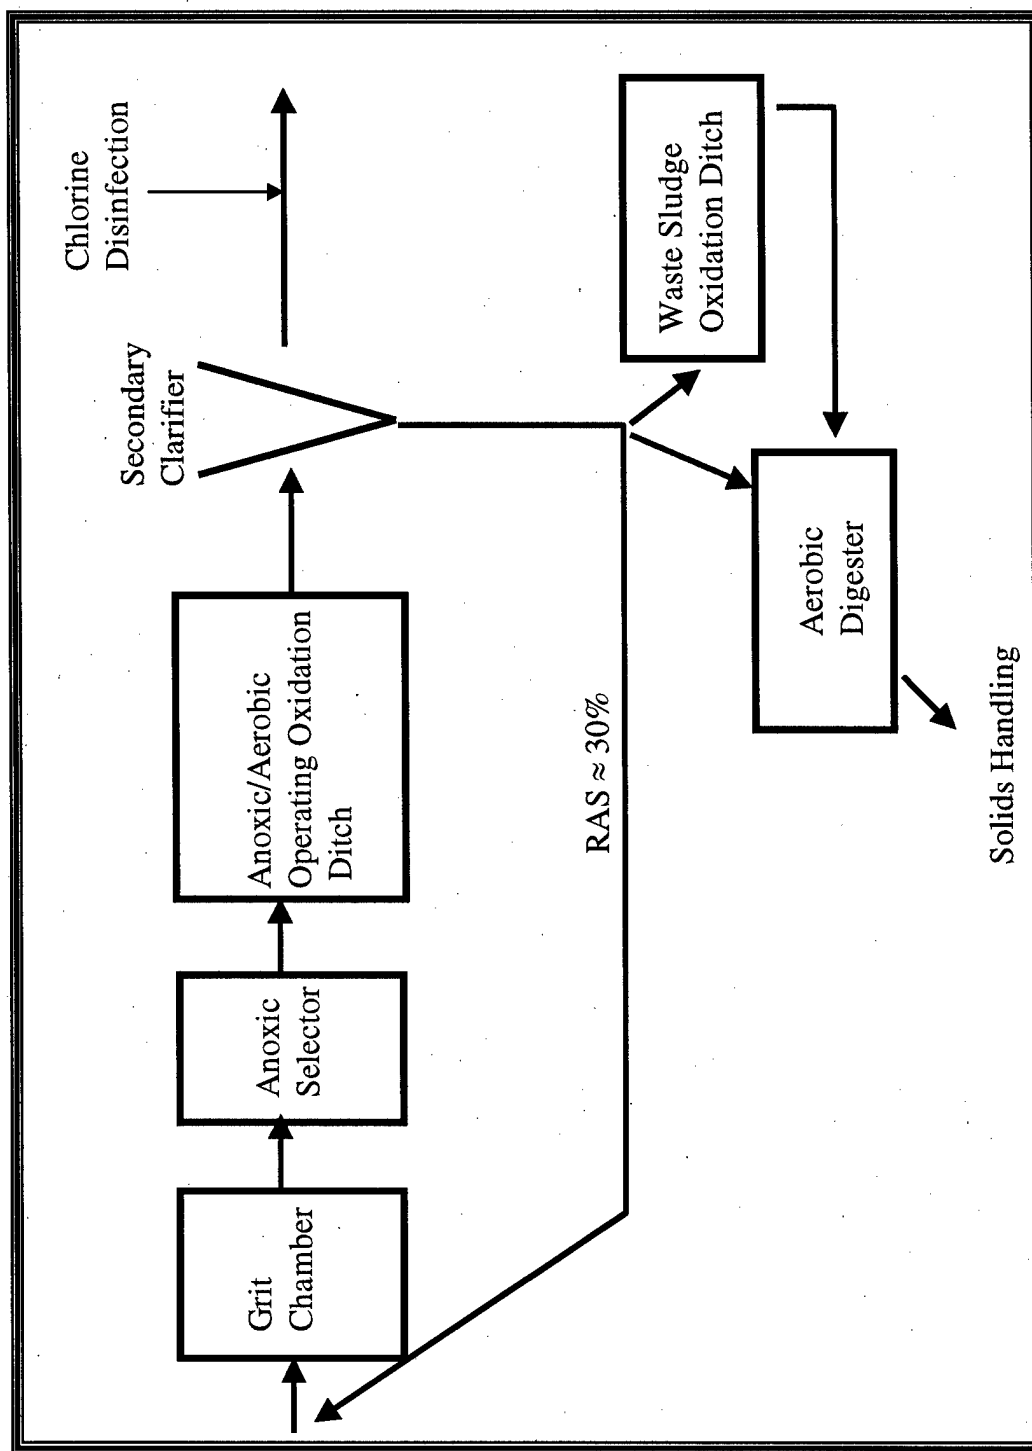 Grit
Chamber
Anoxic
Selector
Anoxic/Aerobic
Operating Oxidation
Ditch
Secondary
Clarifier
Chlorine
Disinfection
RAS ≈ 30%
Waste Sludge
Oxidation Ditch
Aerobic
Digester
Solids Handling